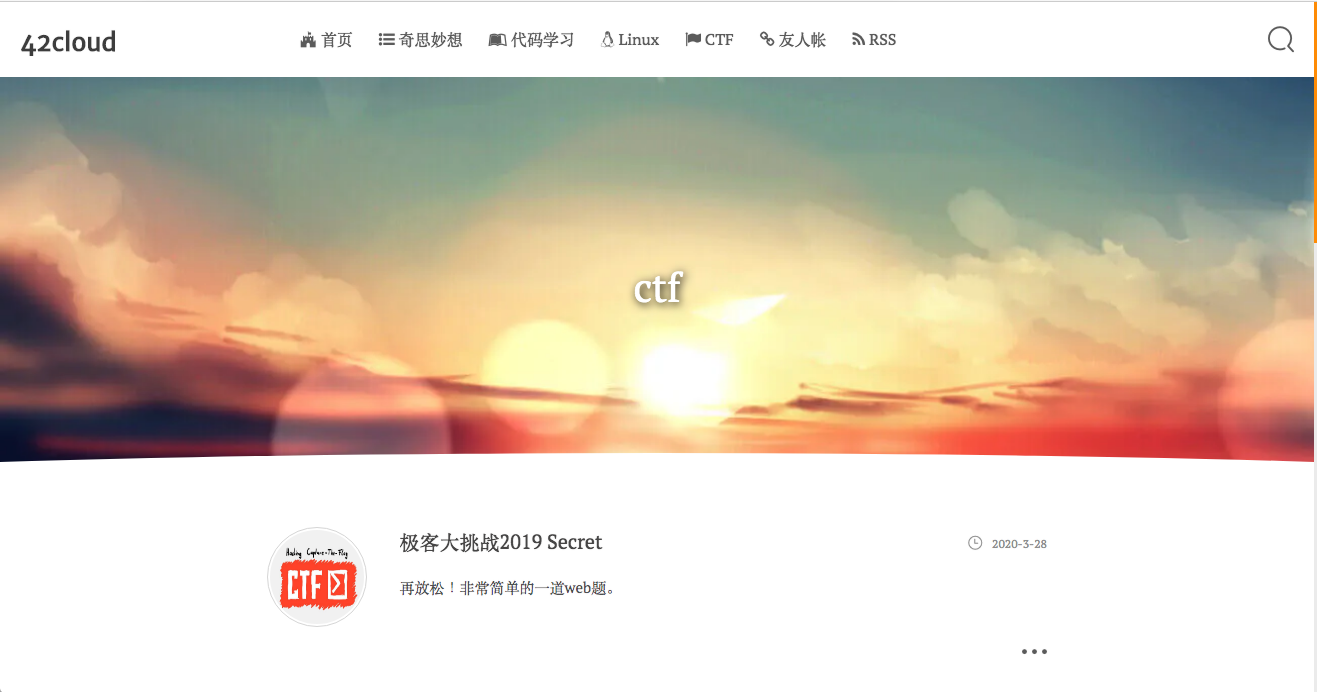 42cloud
首页 奇思妙想 代码学习 Linux CTF 友人帐 RSS
ctf
极客大挑战2019 Secret
2020-3-28
再放松！非常简单的一道web题。
Hacking Capture-The-Flag
CTF